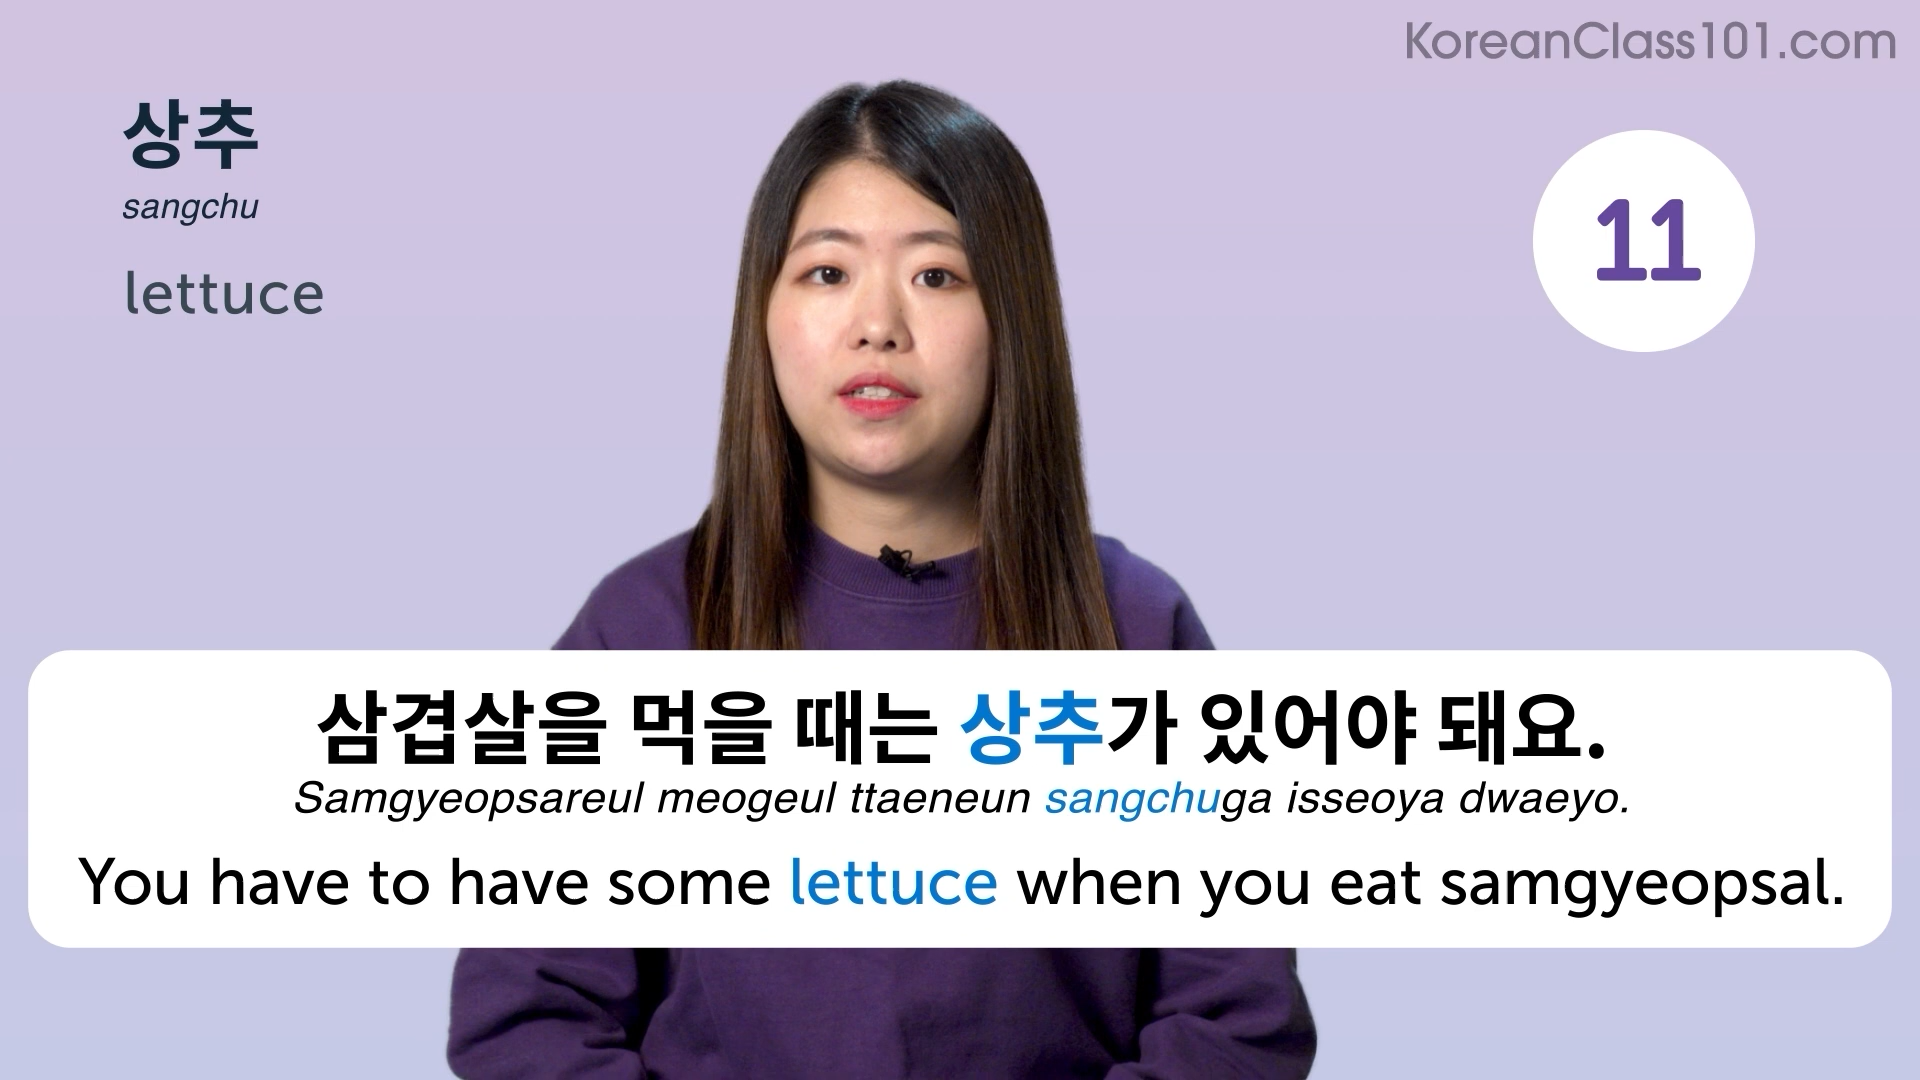 KoreanClass101.com
상추
sangchu
lettuce
11
삼겹살을 먹을 때는 상추가 있어야 돼요.
Samgyeopsareul meogeul ttaeneun sangchuga isseoya dwaeyo.
You have to have some lettuce when you eat samgyeopsal.